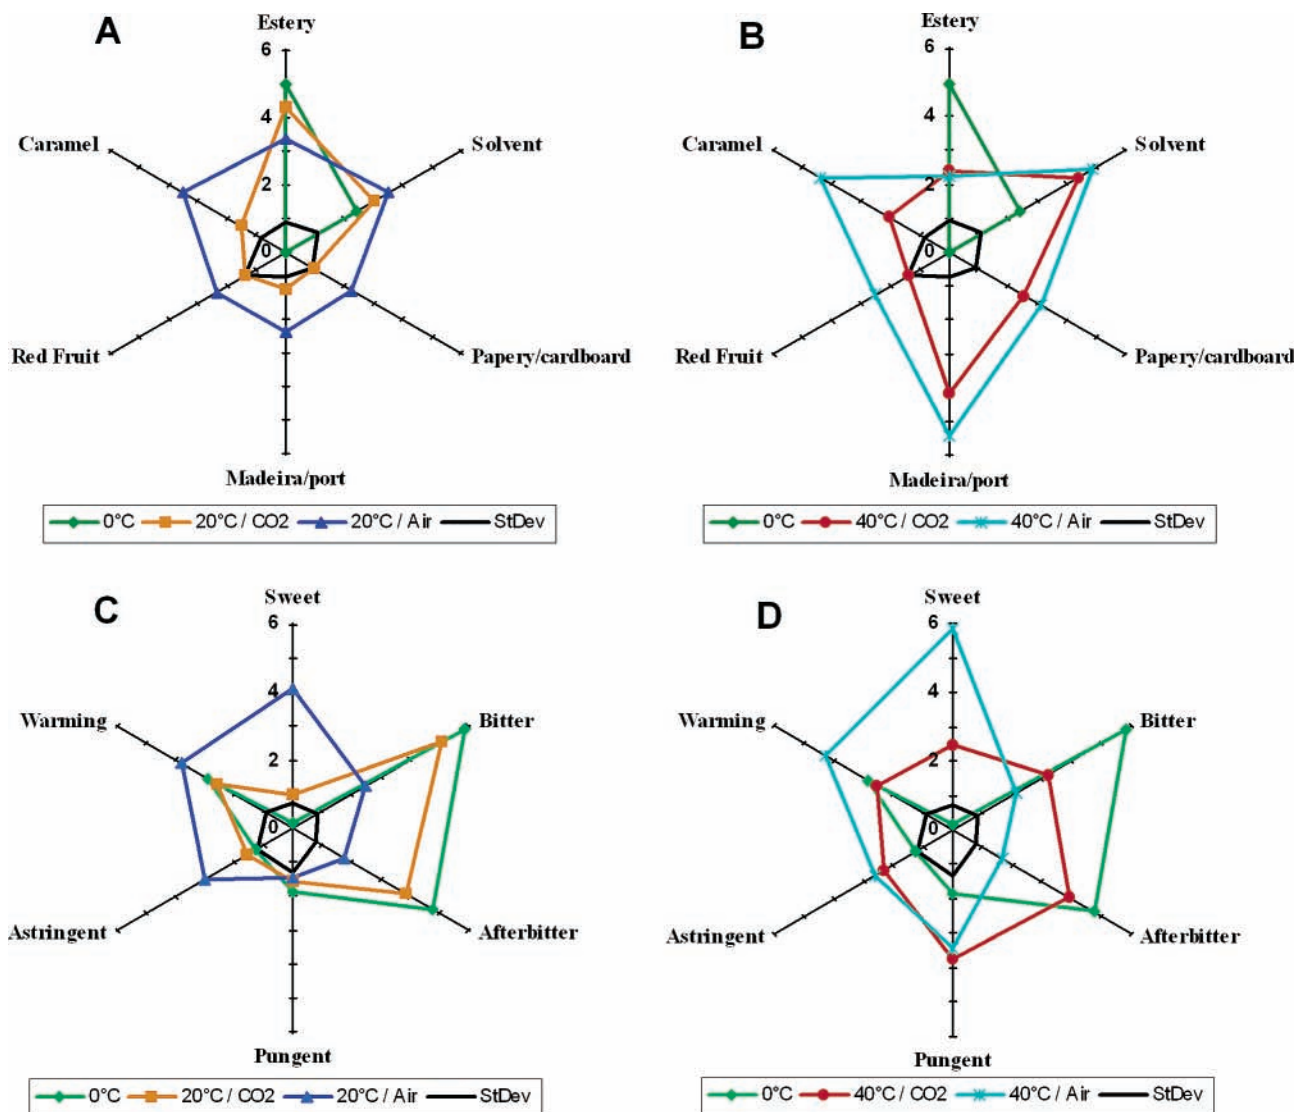 A
Estery
6
4
2
0
Caramel
Solvent
Red Fruit
Papery/cardboard
Madeira/port
0°C 20°C / CO2 20°C / Air StDev
B
Estery
6
4
2
0
Caramel
Solvent
Red Fruit
Papery/cardboard
Madeira/port
0°C 40°C / CO2 40°C / Air StDev
C
Sweet
6
4
2
0
Warming
Bitter
Astringent
Afterbitter
Pungent
0°C 20°C / CO2 20°C / Air StDev
D
Sweet
6
4
2
0
Warming
Bitter
Astringent
Afterbitter
Pungent
0°C 40°C / CO2 40°C / Air StDev